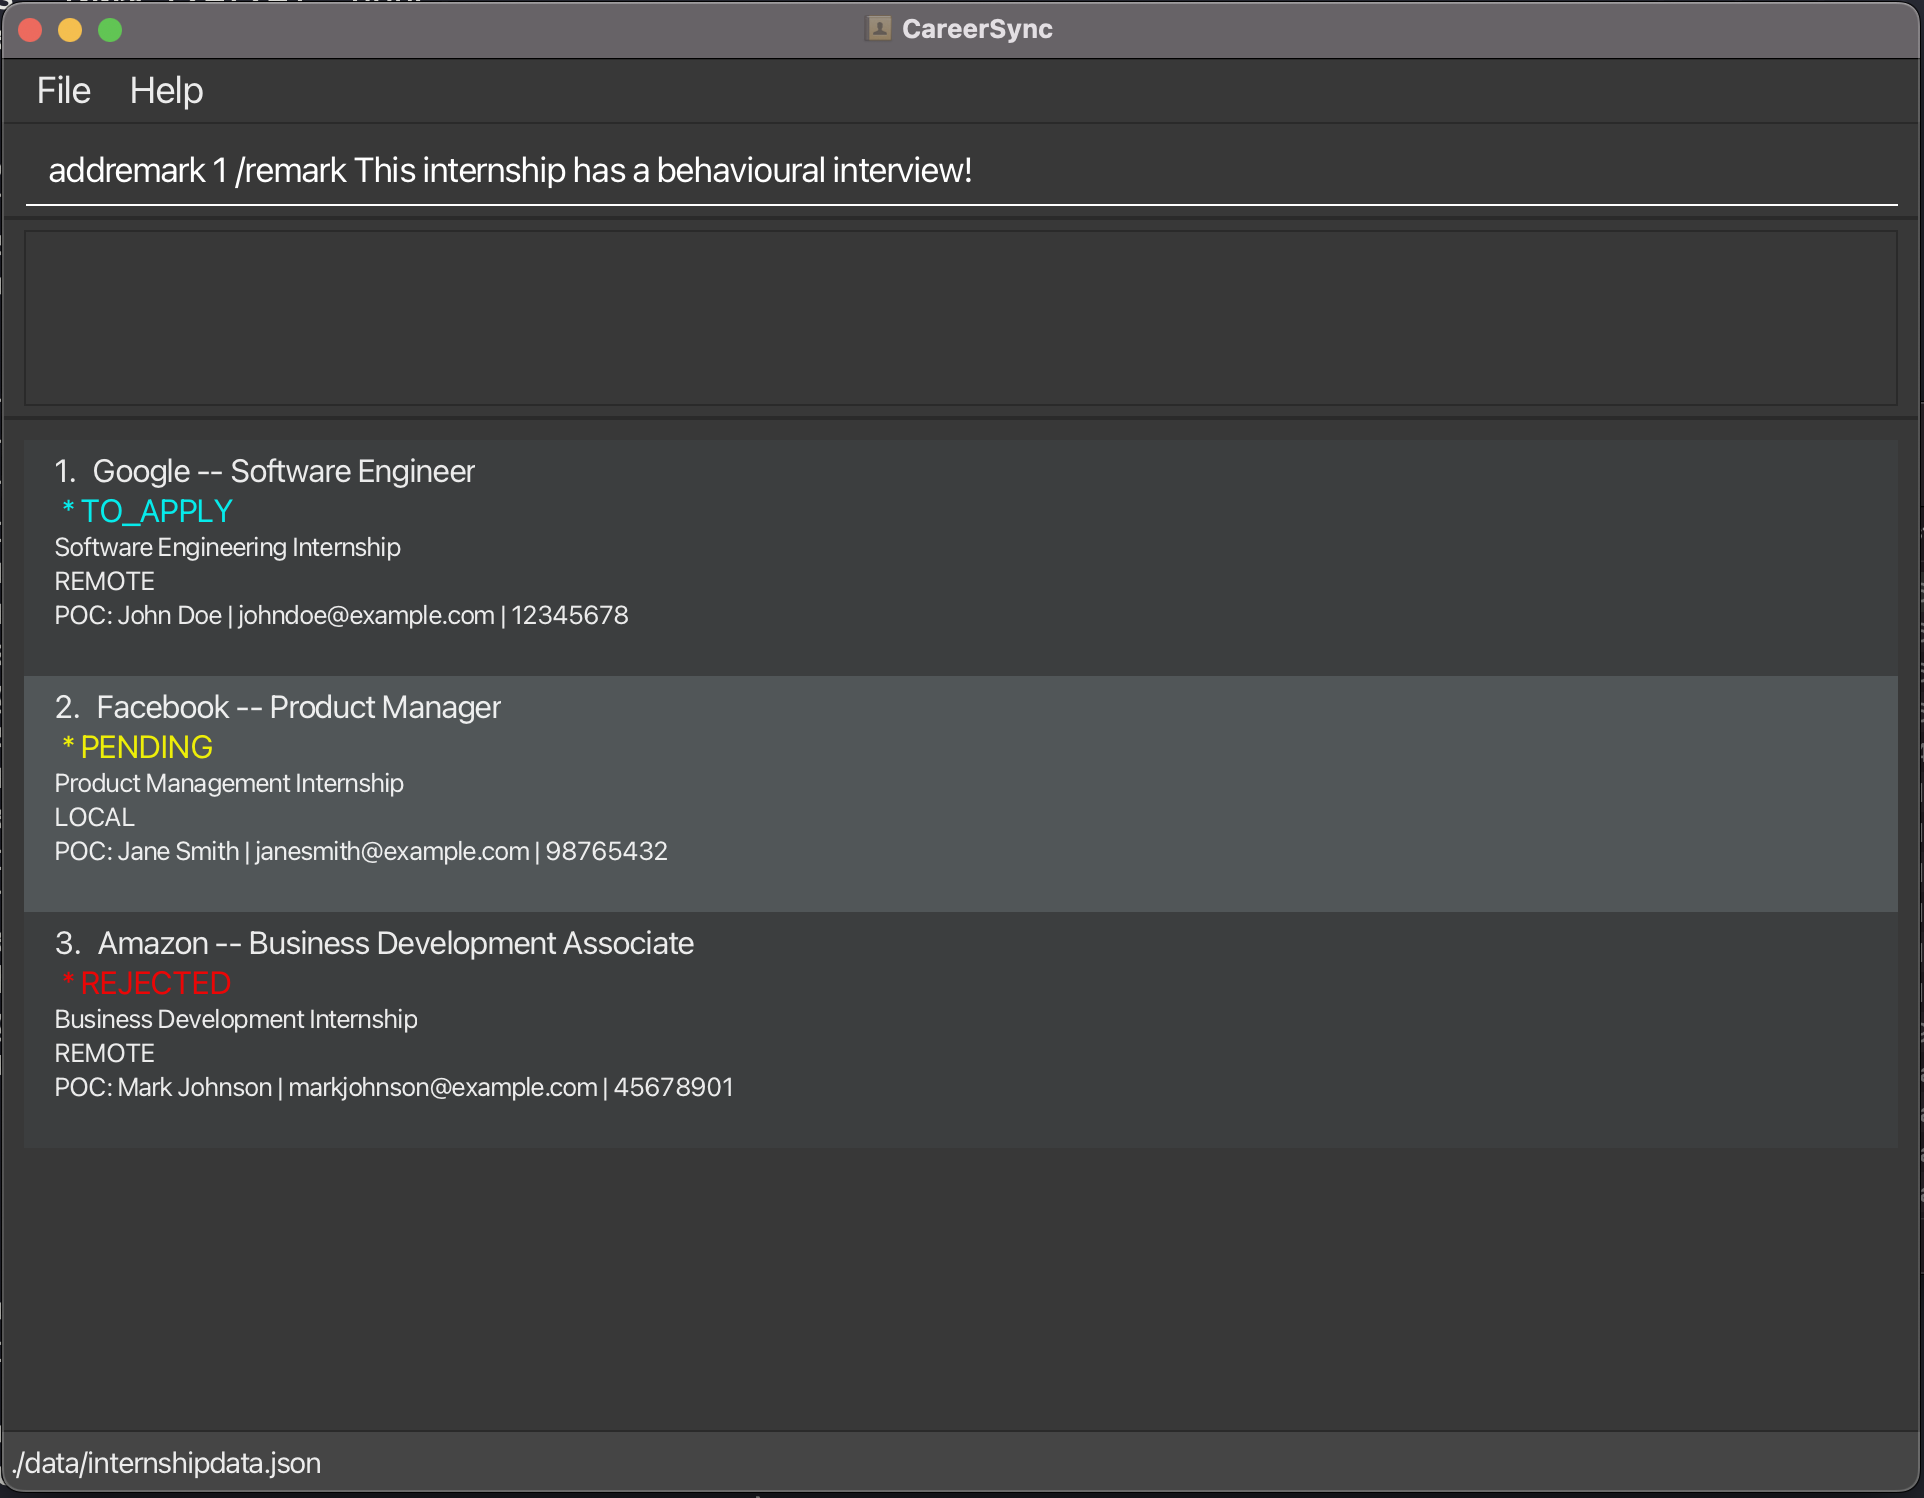 CareerSync
File Help
addremark 1 /remark This internship has a behavioural interview!
1. Google -- Software Engineer
* TO_APPLY
Software Engineering Internship
REMOTE
POC: John Doe | johndoe@example.com | 12345678
2. Facebook -- Product Manager
* PENDING
Product Management Internship
LOCAL
POC: Jane Smith | janesmith@example.com | 98765432
3. Amazon -- Business Development Associate
* REJECTED
Business Development Internship
REMOTE
POC: Mark Johnson | markjohnson@example.com | 45678901
./data/internshipdata.json